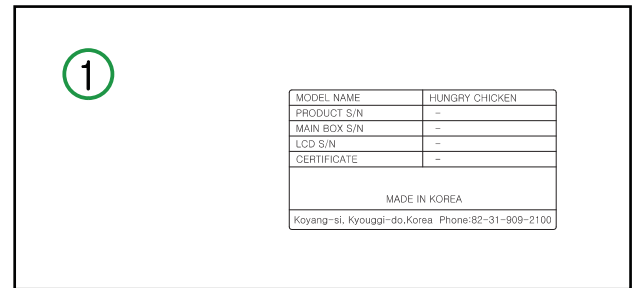 1
MODEL NAME HUNGRY CHICKEN
PRODUCT S/N -
MAIN BOX S/N -
LCD S/N -
CERTIFICATE -
MADE IN KOREA
Koyang-si, Kyouggi-do,Korea Phone:82-31-909-2100